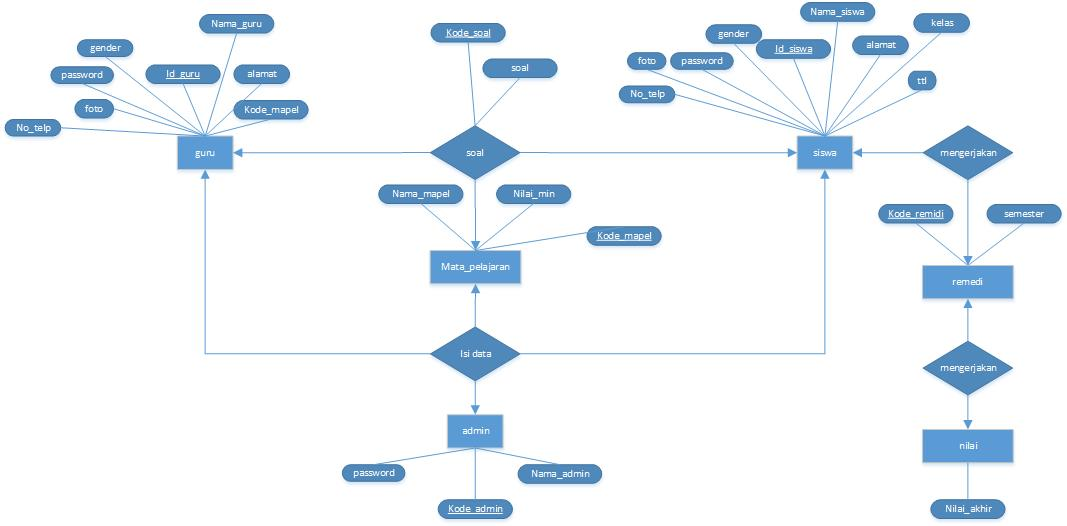 Nama_guru
gender
password
Id_guru
alamat
foto
Kode_mapel
No_telp
guru
Kode_soal
soal
soal
Nama_siswa
kelas
gender
Id_siswa
alamat
foto
password
ttl
No_telp
siswa
mengerjakan
Nama_mapel
Nilai_min
Kode_mapel
Mata_pelajaran
Kode_remidi
semester
remedi
Isi data
mengerjakan
admin
password
Nama_admin
Kode_admin
nilai
Nilai_akhir